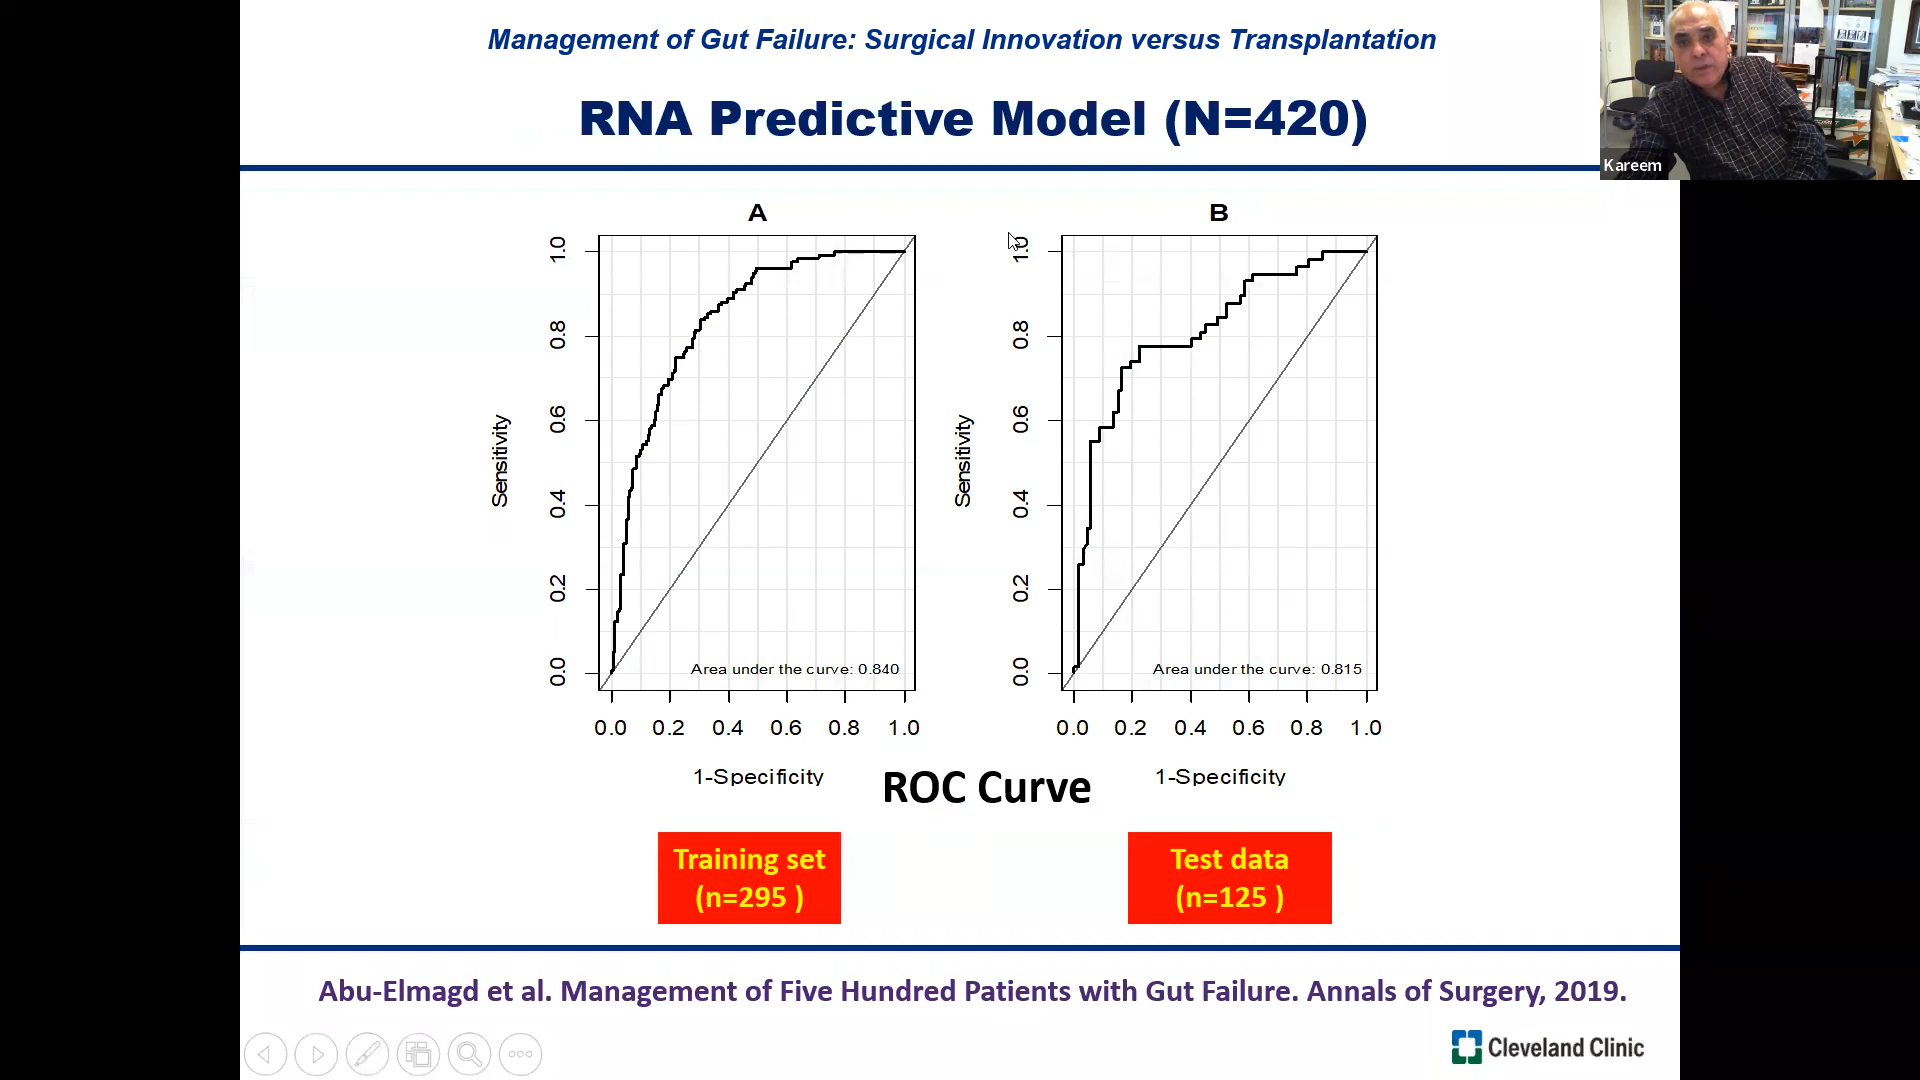 Management of Gut Failure: Surgical Innovation versus Transplantation
RNA Predictive Model (N=420)
Kareem
A
B
1.0
0.8
0.6
0.4
0.2
0.0
Sensitivity
Area under the curve: 0.840
0.0 0.2 0.4 0.6 0.8 1.0
1-Specificity
1.0
0.8
0.6
0.4
0.2
0.0
Sensitivity
Area under the curve: 0.815
0.0 0.2 0.4 0.6 0.8 1.0
1-Specificity
ROC Curve
Training set
(n=295 )
Test data
(n=125 )
Abu-Elmagd et al. Management of Five Hundred Patients with Gut Failure. Annals of Surgery, 2019.
Cleveland Clinic